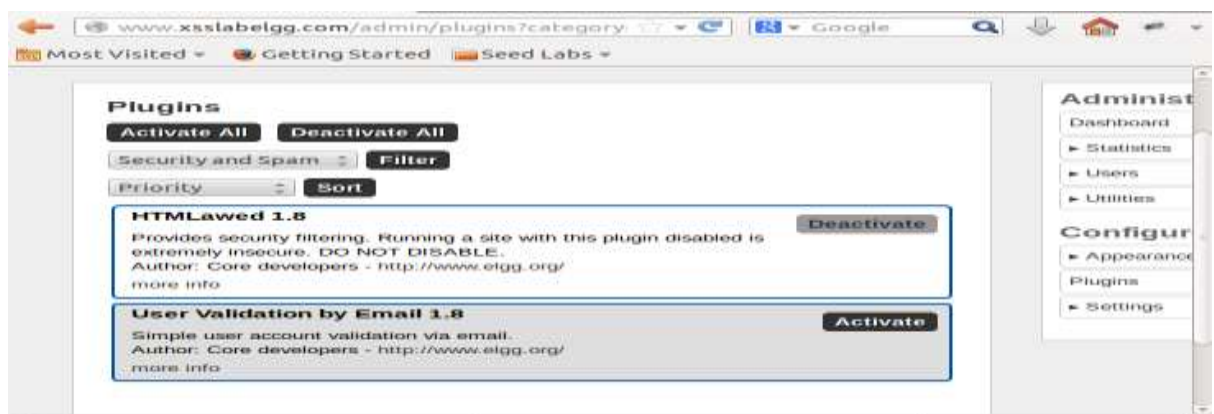 www.xsslabelgg.com/admin/plugins?category
Google
Most Visited
Getting Started
Seed Labs
Plugins
Activate All
Deactivate All
Security and Spam
Filter
Priority
Sort
HTMLawed 1.8
Deactivate
Provides security filtering. Running a site with this plugin disabled is
extremely insecure. DO NOT DISABLE.
Author: Core developers - http://www.elgg.org/
more info
User Validation by Email 1.8
Activate
Simple user account validation via email.
Author: Core developers - http://www.elgg.org/
more info
Administ
Dashboard
Statistics
Users
Utilities
Configur
Appearance
Plugins
Settings